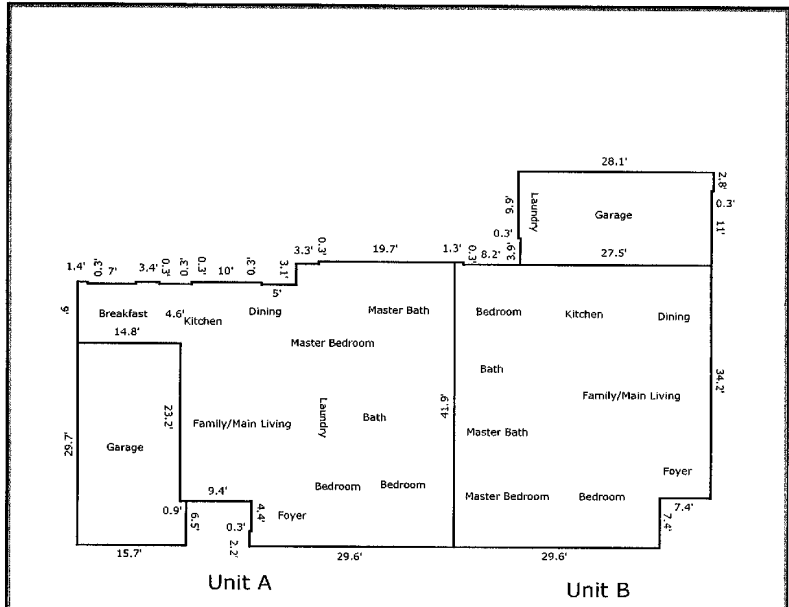 28.1'
2.8'
0.3'
11'
9.9'
Laundry
Garage
0.3'
3.9'
27.5'
8.2'
0.3'
1.3'
19.7'
0.3'
3.3'
3.1'
5'
0.3'
10'
0.3'
0.3'
0.3'
3.4'
7'
0.3'
1.4'
9'
Breakfast
4.6'
Kitchen
Dining
Master Bath
14.8'
Master Bedroom
Bedroom
Kitchen
Dining
Bath
34.2'
Family/Main Living
29.7'
Garage
23.2'
Family/Main Living
Laundry
Bath
41.9'
Master Bath
Foyer
Bedroom
Bedroom
Master Bedroom
Bedroom
7.4'
7.4'
9.4'
0.9'
6.5'
4.4'
0.3'
2.2'
Foyer
15.7'
29.6'
29.6'
Unit A
Unit B